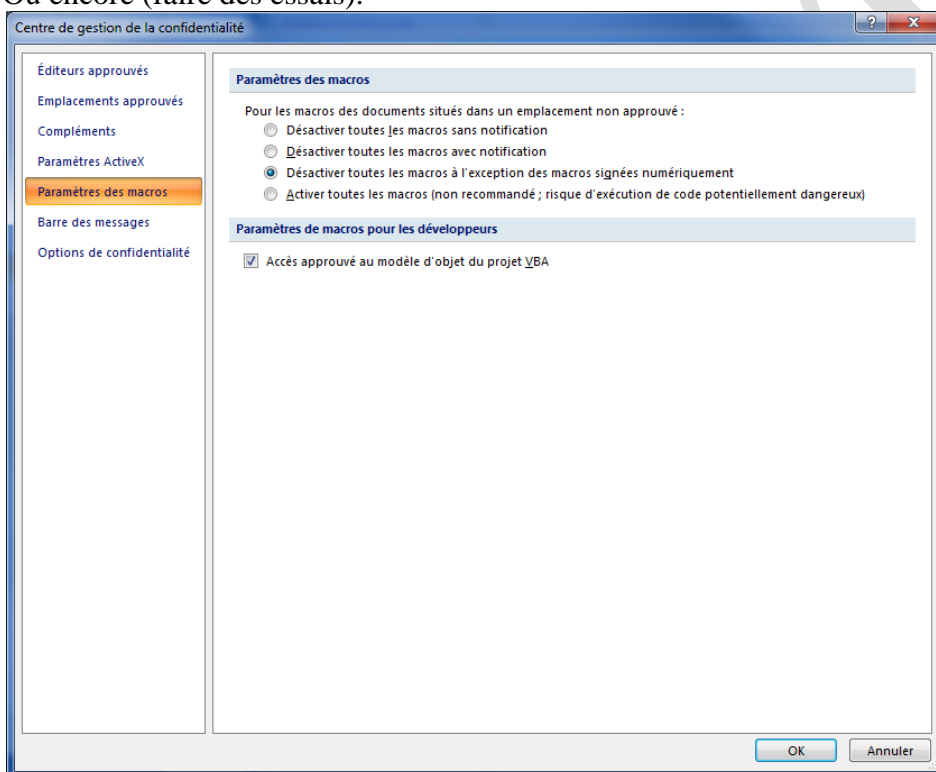 Ou encore (faire des essais):
Centre de gestion de la confidentialité
Éditeurs approuvés
Emplacements approuvés
Compléments
Paramètres ActiveX
Paramètres des macros
Barre des messages
Options de confidentialité
Paramètres des macros
Pour les macros des documents situés dans un emplacement non approuvé :
Désactiver toutes les macros sans notification
Désactiver toutes les macros avec notification
Désactiver toutes les macros à l'exception des macros signées numériquement
Activer toutes les macros (non recommandé ; risque d'exécution de code potentiellement dangereux)
Paramètres de macros pour les développeurs
Accès approuvé au modèle d'objet du projet VBA
OK
Annuler